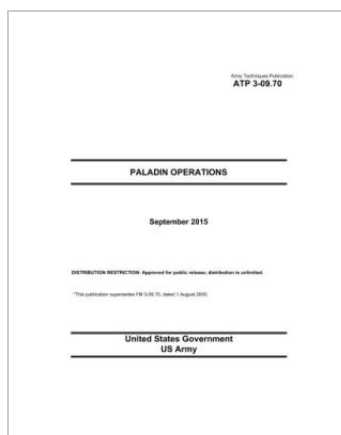 Army Techniques Publication
ATP 3-09.70
PALADIN OPERATIONS
September 2015
DISTRIBUTION RESTRICTION: Approved for public release; distribution is unlimited.
*This publication supersedes FM 3-09.70, dated 1 August 2000.
United States Government
US Army